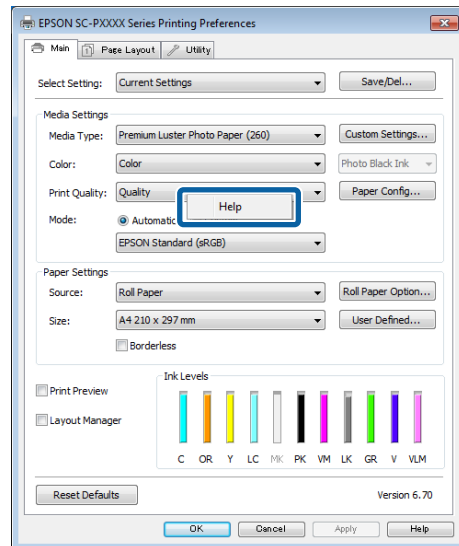 EPSON SC-PXXXX Series Printing Preferences
Main Page Layout Utility
Select Setting: Current Settings Save/Del...
Media Settings
Media Type: Premium Luster Photo Paper (260) Custom Settings...
Color: Color Photo Black Ink
Print Quality: Quality Paper Config...
Help
Mode: Automatic
EPSON Standard (sRGB)
Paper Settings
Source: Roll Paper Roll Paper Option...
Size: A4 210 x 297 mm User Defined...
Borderless
Ink Levels
Print Preview
Layout Manager
C OR Y LC MK PK VM LK GR V VLM
Reset Defaults Version 6.70
OK Cancel Apply Help